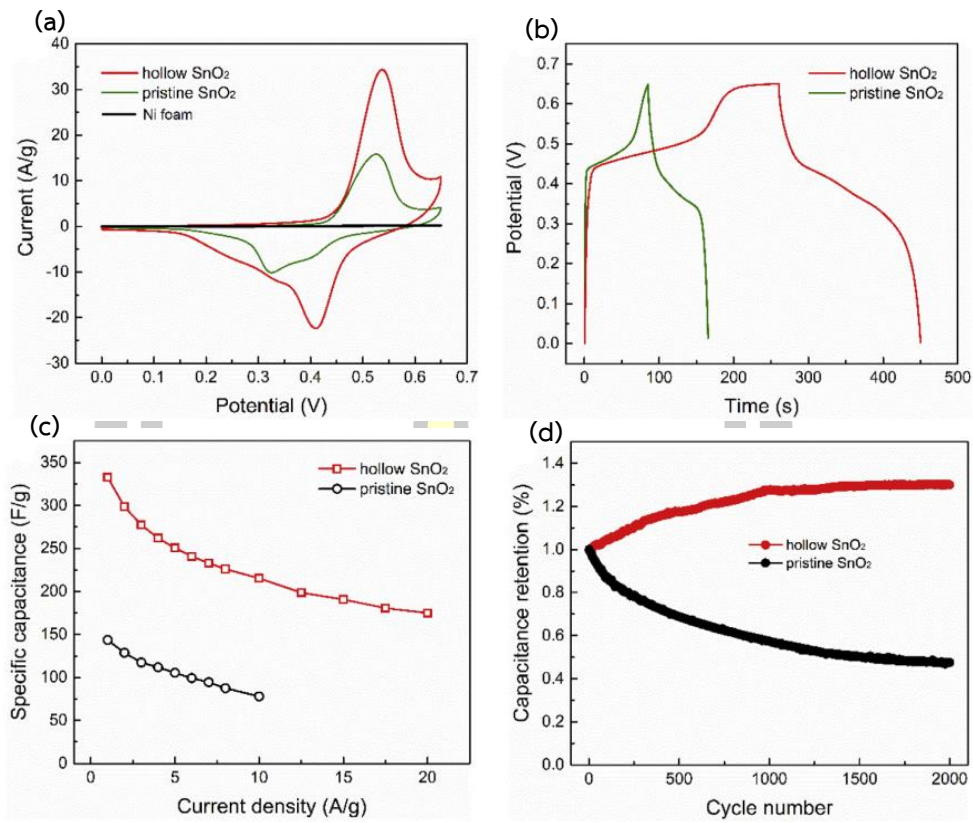 (a)
40
30
20
10
0
-10
-20
-30
0.0 0.1 0.2 0.3 0.4 0.5 0.6 0.7
Current (A/g)
Potential (V)
hollow SnO₂
pristine SnO₂
Ni foam
(b)
0.7
0.6
0.5
0.4
0.3
0.2
0.1
0.0
0 100 200 300 400 500
Potential (V)
Time (s)
hollow SnO₂
pristine SnO₂
(c)
350
300
250
200
150
100
50
0
0 5 10 15 20
Specific capacitance (F/g)
Current density (A/g)
hollow SnO₂
pristine SnO₂
(d)
1.4
1.2
1.0
0.8
0.6
0.4
0.2
0.0
0 500 1000 1500 2000
Capacitance retention (%)
Cycle number
hollow SnO₂
pristine SnO₂